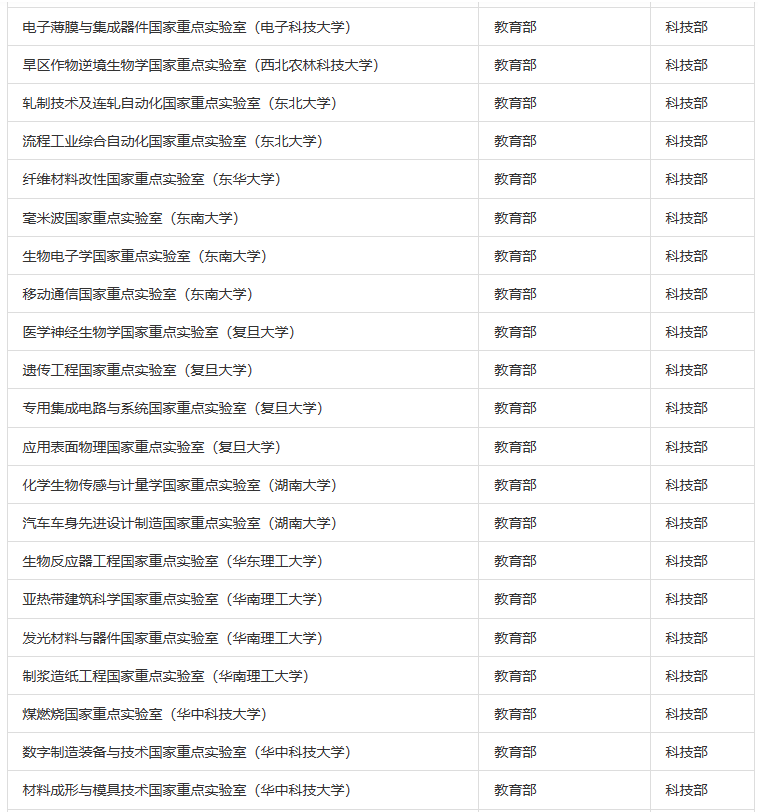 电子薄膜与集成器件国家重点实验室（电子科技大学） 教育部 科技部
旱区作物逆境生物学国家重点实验室（西北农林科技大学） 教育部 科技部
轧制技术及连轧自动化国家重点实验室（东北大学） 教育部 科技部
流程工业综合自动化国家重点实验室（东北大学） 教育部 科技部
纤维材料改性国家重点实验室（东华大学） 教育部 科技部
毫米波国家重点实验室（东南大学） 教育部 科技部
生物电子学国家重点实验室（东南大学） 教育部 科技部
移动通信国家重点实验室（东南大学） 教育部 科技部
医学神经生物学国家重点实验室（复旦大学） 教育部 科技部
遗传工程国家重点实验室（复旦大学） 教育部 科技部
专用集成电路与系统国家重点实验室（复旦大学） 教育部 科技部
应用表面物理国家重点实验室（复旦大学） 教育部 科技部
化学生物传感与计量学国家重点实验室（湖南大学） 教育部 科技部
汽车车身先进设计制造国家重点实验室（湖南大学） 教育部 科技部
生物反应器工程国家重点实验室（华东理工大学） 教育部 科技部
亚热带建筑科学国家重点实验室（华南理工大学） 教育部 科技部
发光材料与器件国家重点实验室（华南理工大学） 教育部 科技部
制浆造纸工程国家重点实验室（华南理工大学） 教育部 科技部
煤燃烧国家重点实验室（华中科技大学） 教育部 科技部
数字制造装备与技术国家重点实验室（华中科技大学） 教育部 科技部
材料成形与模具技术国家重点实验室（华中科技大学） 教育部 科技部